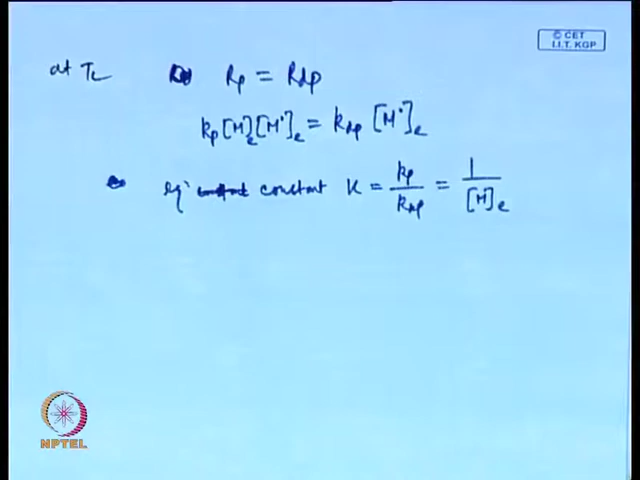 © CET
I.I.T. KGP
at Tc Rp = Rdp
kp [M]e [M·]e = kdp [M·]e
eqⁿ constant K = kp/kdp = 1/[M]e
NPTEL